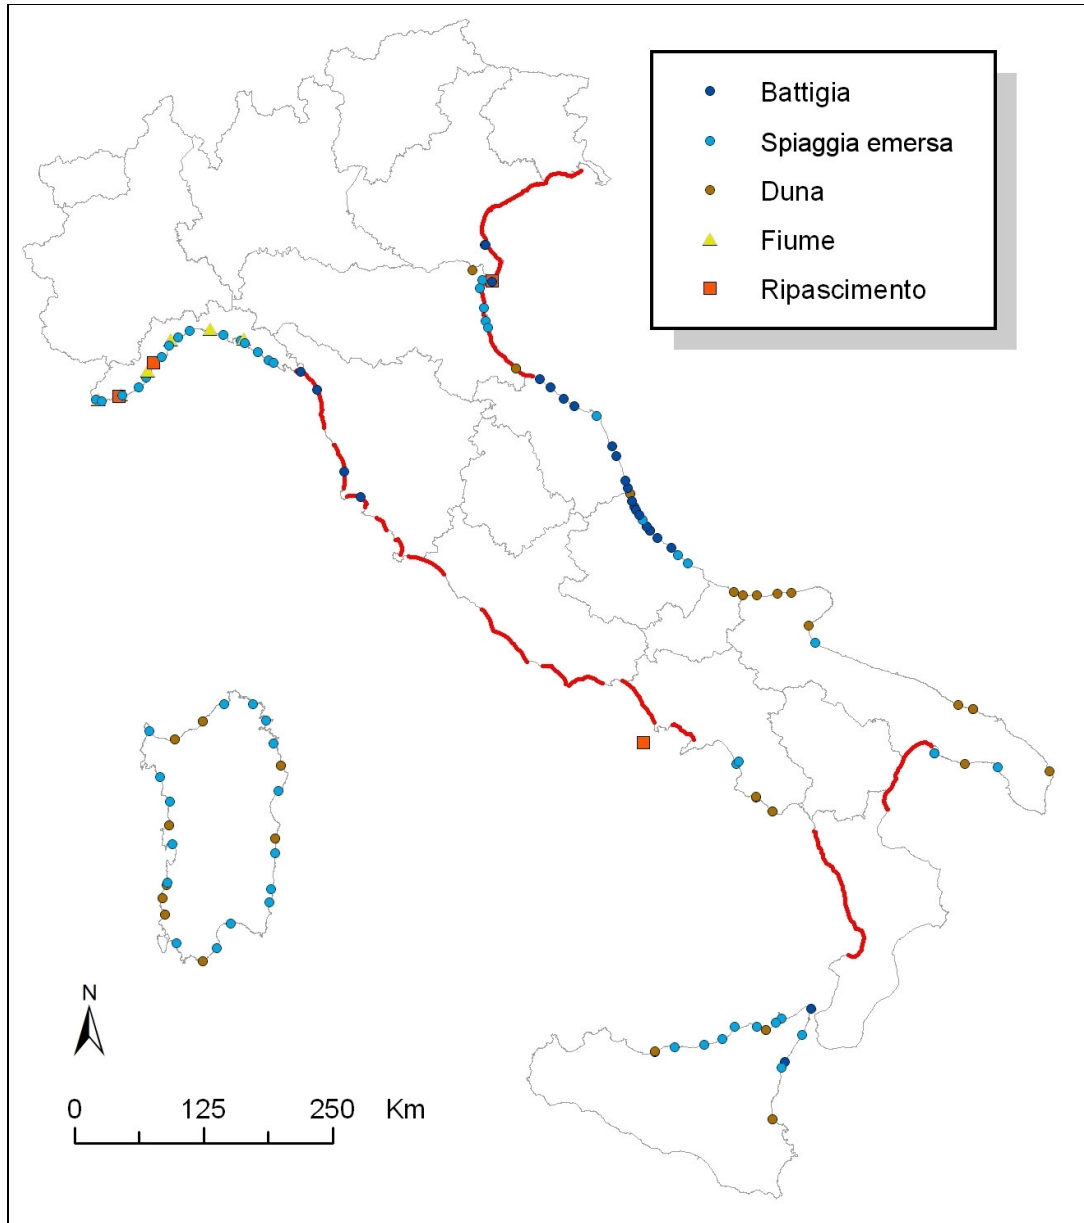 Battigia
Spiaggia emersa
Duna
Fiume
Ripascimento
N
0 125 250 Km